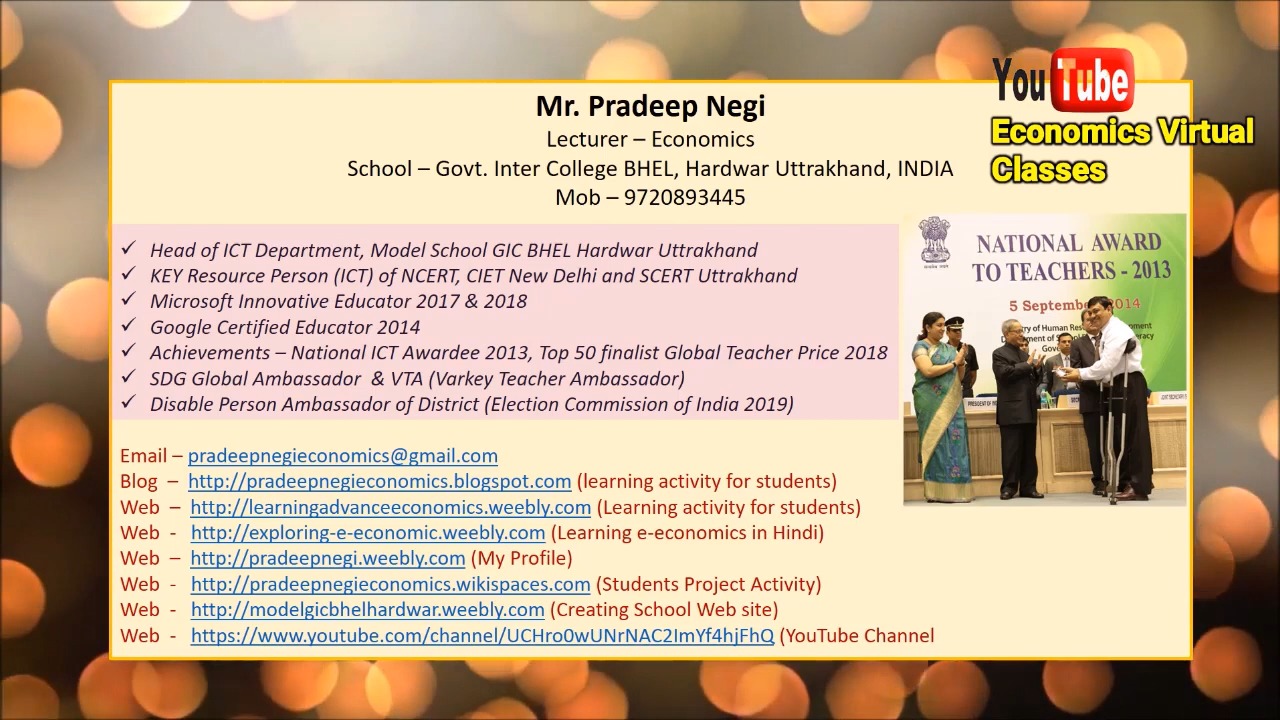 You Tube
Economics Virtual
Classes
Mr. Pradeep Negi
Lecturer – Economics
School – Govt. Inter College BHEL, Hardwar Uttrakhand, INDIA
Mob – 9720893445
✓ Head of ICT Department, Model School GIC BHEL Hardwar Uttrakhand
✓ KEY Resource Person (ICT) of NCERT, CIET New Delhi and SCERT Uttrakhand
✓ Microsoft Innovative Educator 2017 & 2018
✓ Google Certified Educator 2014
✓ Achievements – National ICT Awardee 2013, Top 50 finalist Global Teacher Price 2018
✓ SDG Global Ambassador & VTA (Varkey Teacher Ambassador)
✓ Disable Person Ambassador of District (Election Commission of India 2019)
NATIONAL AWARD
TO TEACHERS - 2013
5 September 2014
Email – pradeepnegieconomics@gmail.com
Blog – http://pradeepnegieconomics.blogspot.com (learning activity for students)
Web – http://learningadvanceeconomics.weebly.com (Learning activity for students)
Web - http://exploring-e-economic.weebly.com (Learning e-economics in Hindi)
Web – http://pradeepnegi.weebly.com (My Profile)
Web - http://pradeepnegieconomics.wikispaces.com (Students Project Activity)
Web - http://modelgicbhelhardwar.weebly.com (Creating School Web site)
Web - https://www.youtube.com/channel/UCHro0wUNrNAC2ImYf4hjFhQ (YouTube Channel